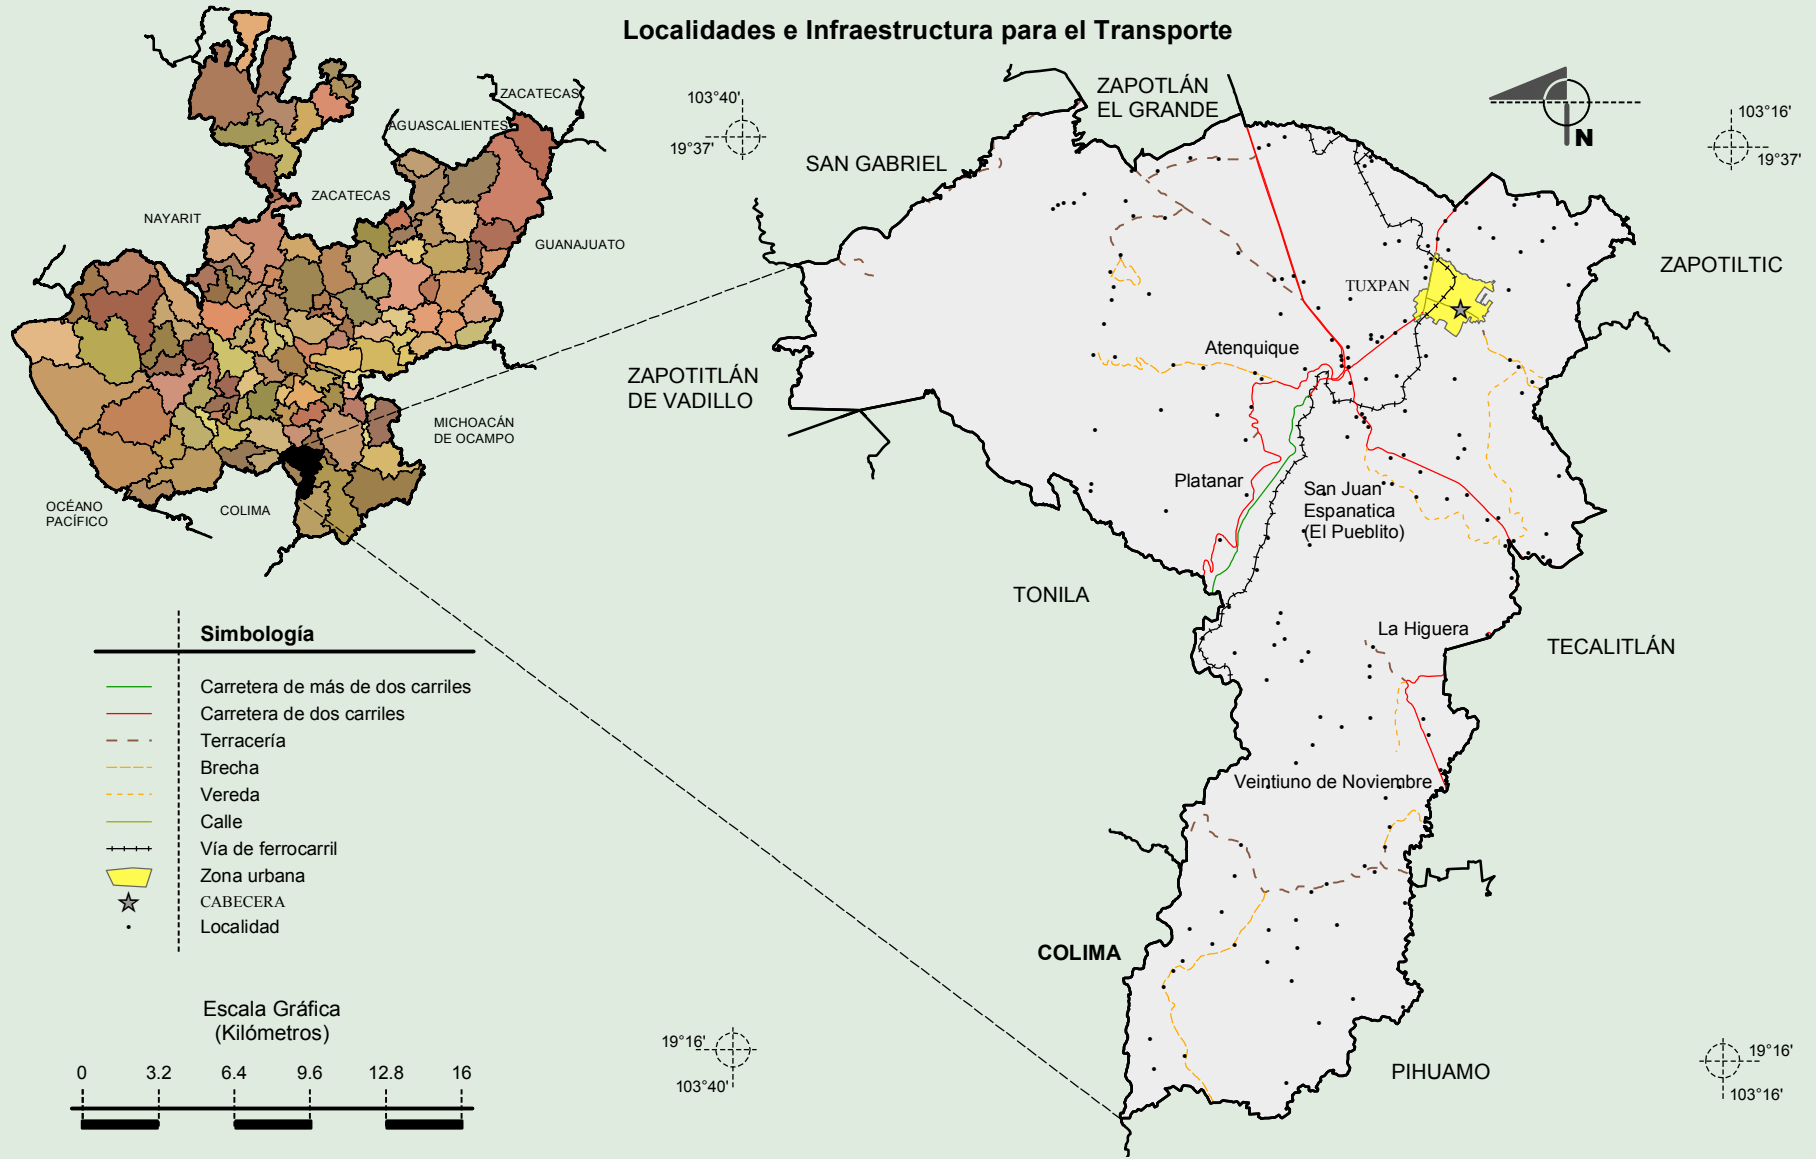 Localidades e Infraestructura para el Transporte
ZACATECAS
AGUASCALIENTES
ZACATECAS
NAYARIT
GUANAJUATO
MICHOACÁN
DE OCAMPO
OCÉANO
PACÍFICO
COLIMA
103°40'
19°37'
ZAPOTLÁN
EL GRANDE
SAN GABRIEL
N
103°16'
19°37'
ZAPOTILTIC
TUXPAN
Atenquique
ZAPOTITLÁN
DE VADILLO
Platanar
San Juan
Espanatica
(El Pueblito)
TONILA
La Higuera
TECALITLÁN
Veintiuno de Noviembre
COLIMA
PIHUAMO
19°16'
103°40'
19°16'
103°16'
Simbología
Carretera de más de dos carriles
Carretera de dos carriles
Terracería
Brecha
Vereda
Calle
Vía de ferrocarril
Zona urbana
CABECERA
Localidad
Escala Gráfica
(Kilómetros)
0 3.2 6.4 9.6 12.8 16